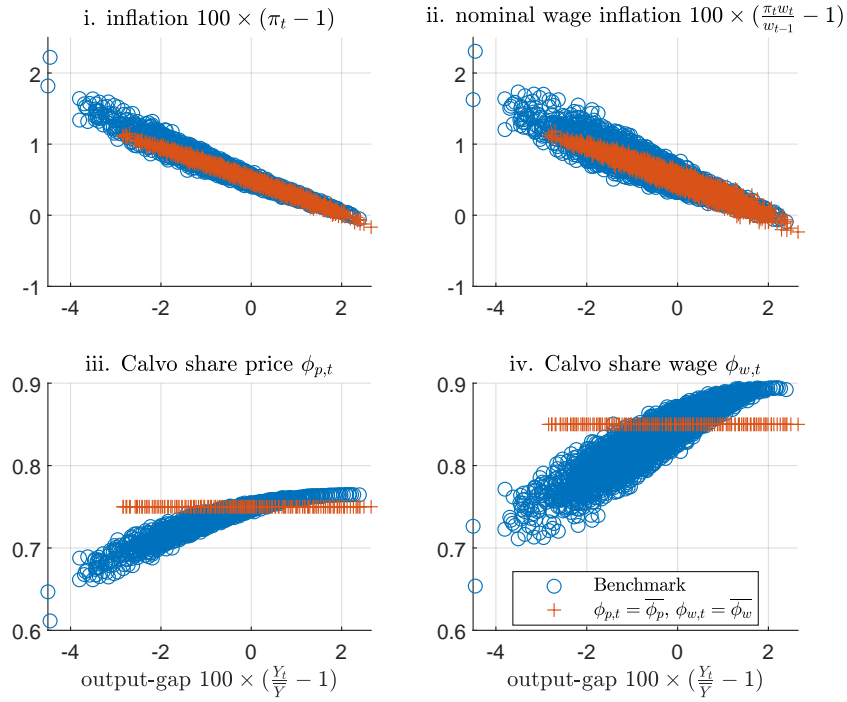 i. inflation 100 × (π_t − 1)
2
1
0
-1
-4 -2 0 2
ii. nominal wage inflation 100 × (π_t w_t / w_{t−1} − 1)
2
1
0
-1
-4 -2 0 2
iii. Calvo share price ϕ_{p,t}
0.9
0.8
0.7
0.6
-4 -2 0 2
output-gap 100 × (Y_t / Y̅ − 1)
iv. Calvo share wage ϕ_{w,t}
0.9
0.8
0.7
0.6
Benchmark
ϕ_{p,t} = \overline{ϕ_p}, ϕ_{w,t} = \overline{ϕ_w}
-4 -2 0 2
output-gap 100 × (Y_t / Y̅ − 1)